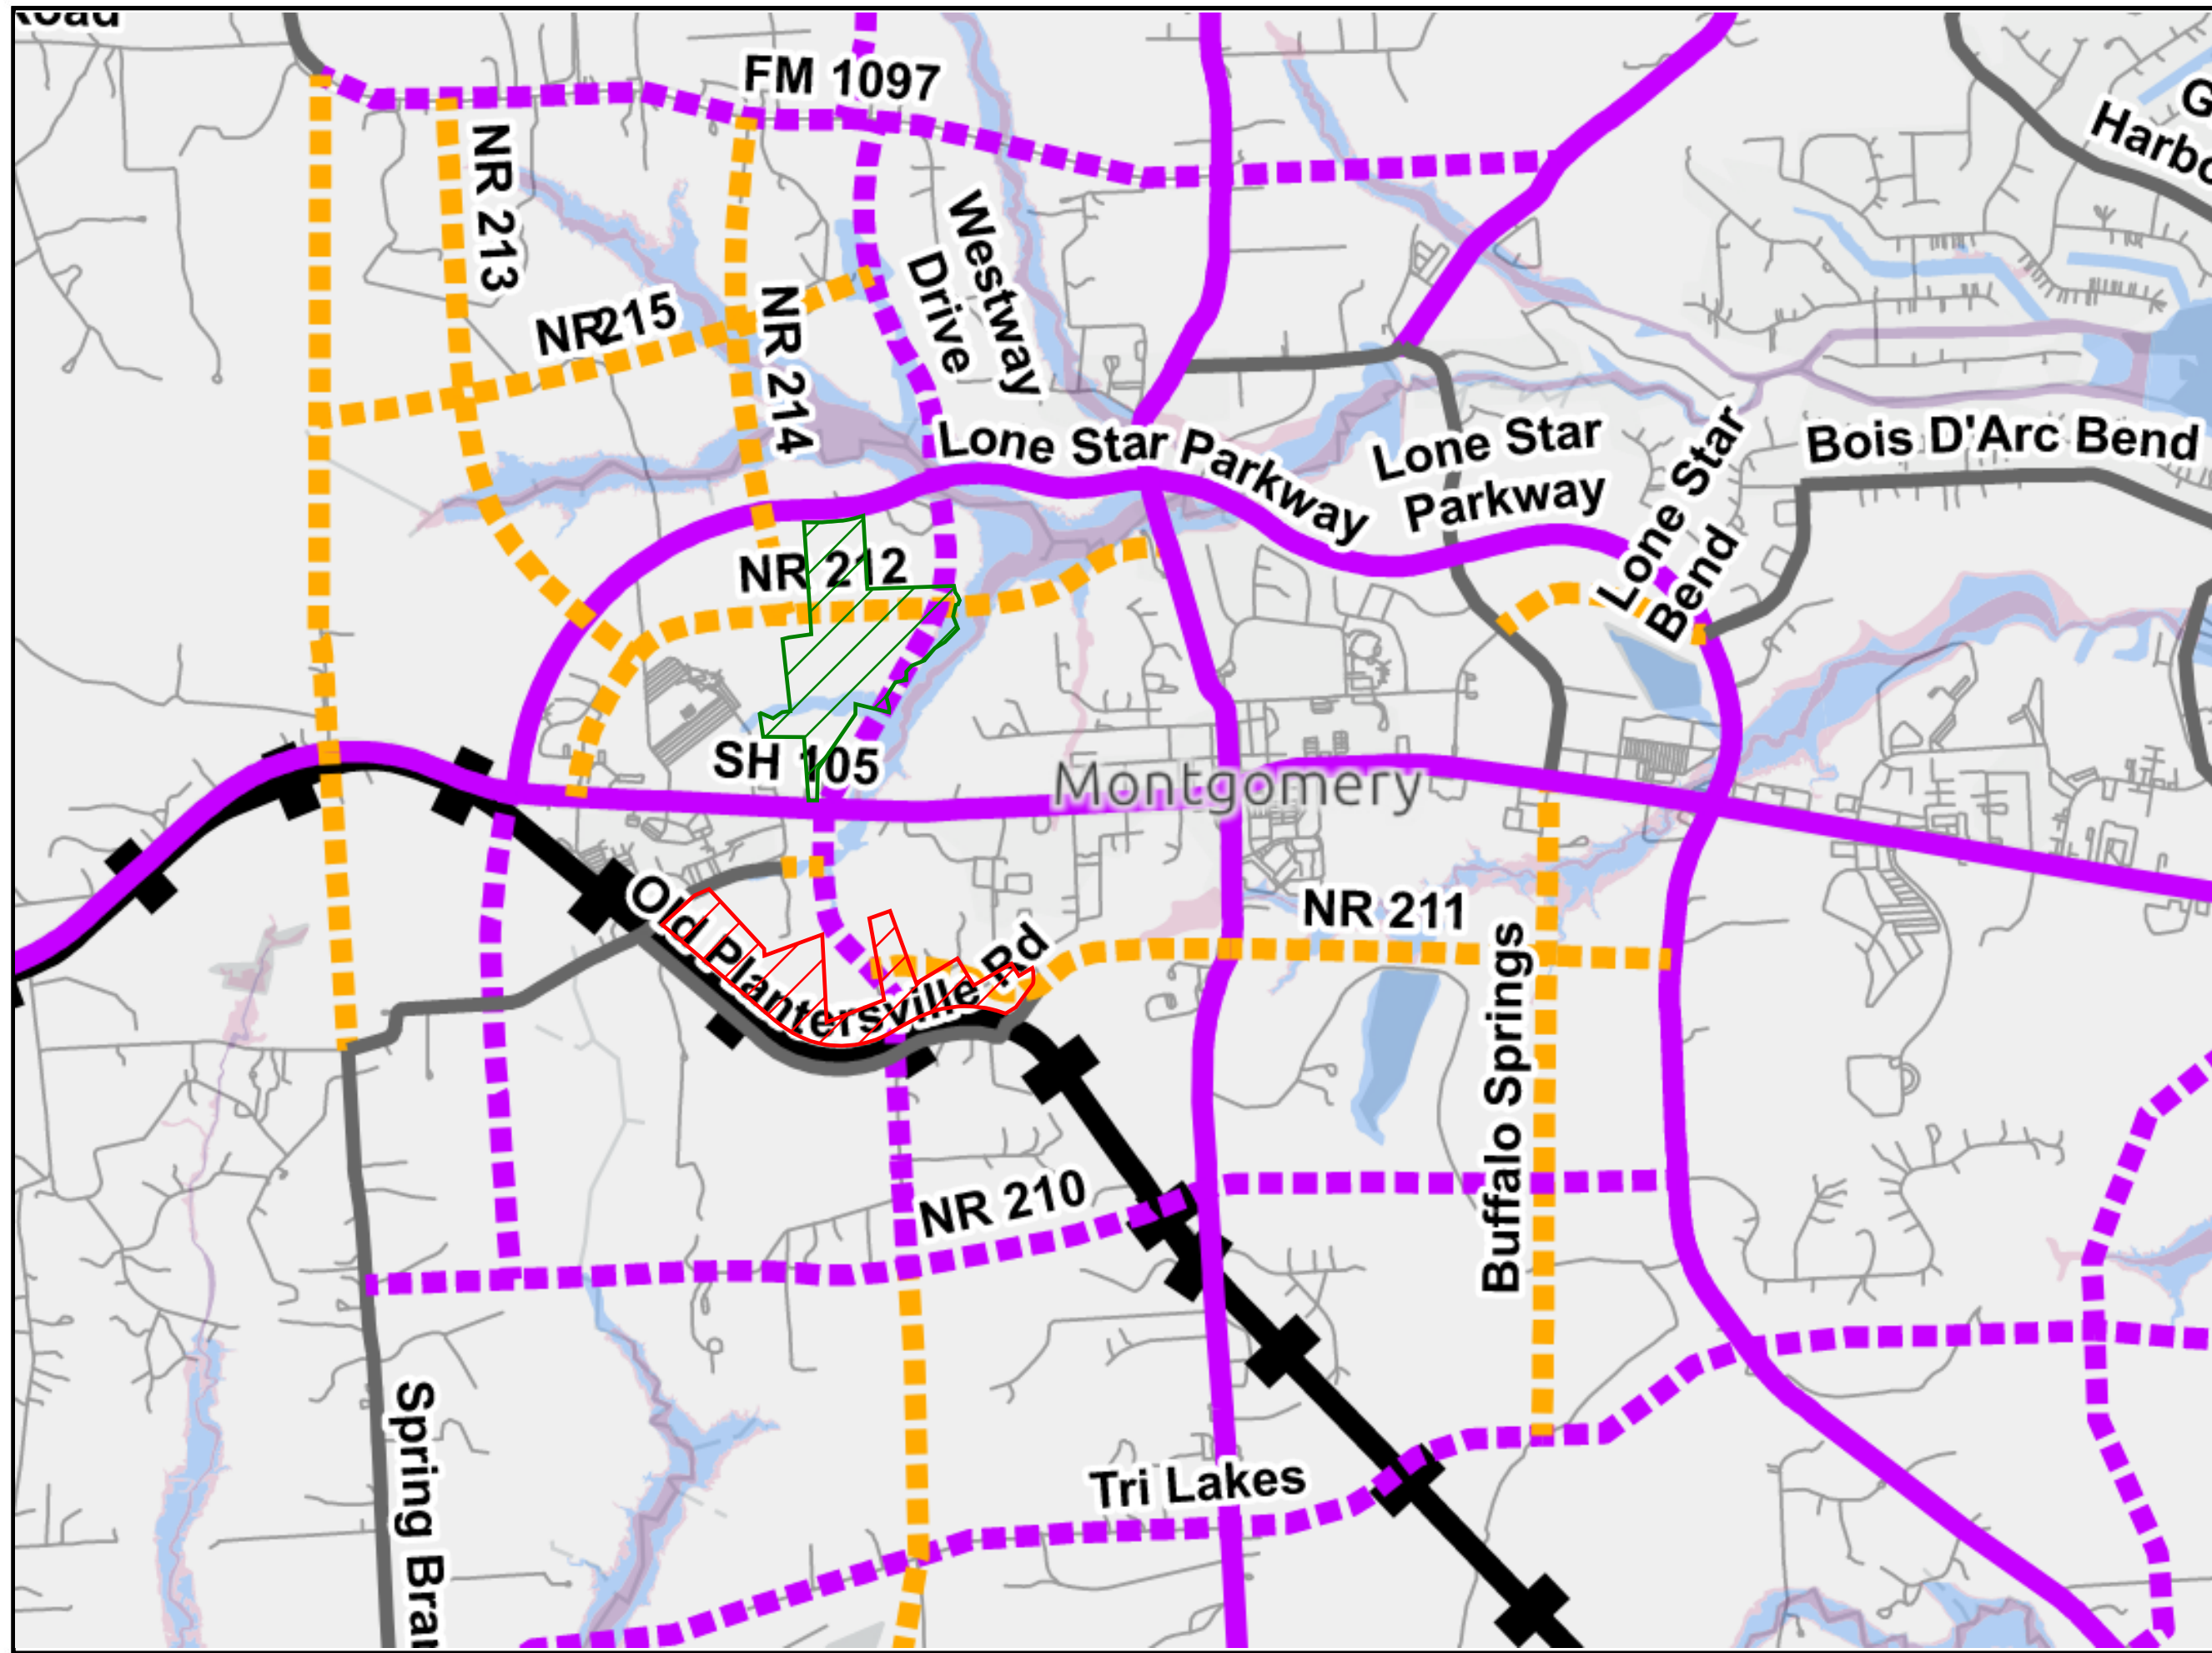 FM 1097
NR 213
Westway
Drive
Harbo
NR215
NR 214
Lone Star Parkway
Lone Star
Parkway
Lone Star
Bend
Bois D'Arc Bend
NR 212
SH 105
Montgomery
Old Plantersville Rd
NR 211
Buffalo Springs
NR 210
Tri Lakes
Spring Bran